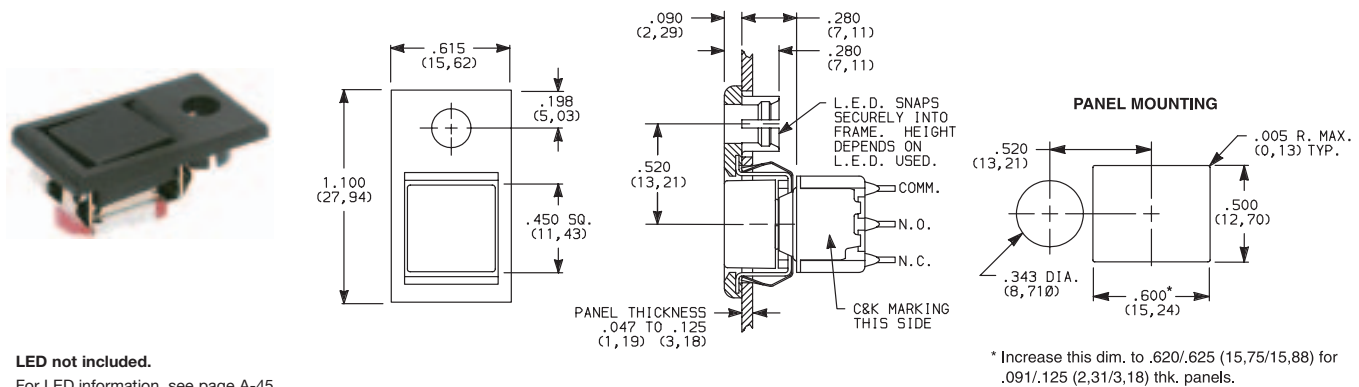 .615
(15,62)
.198
(5,03)
1.100
(27,94)
.450 SQ.
(11,43)
.090
(2,29)
.280
(7,11)
.280
(7,11)
L.E.D. SNAPS
SECURELY INTO
FRAME. HEIGHT
DEPENDS ON
L.E.D. USED.
.520
(13,21)
COMM.
N.O.
N.C.
PANEL THICKNESS
.047 TO .125
(1,19) (3,18)
C&K MARKING
THIS SIDE
PANEL MOUNTING
.005 R. MAX.
(0,13) TYP.
.520
(13,21)
.500
(12,70)
.343 DIA.
(8,71Ø)
.600*
(15,24)
LED not included.
For LED information, see page A-45
* Increase this dim. to .620/.625 (15,75/15,88) for
.091/.125 (2,31/3,18) thk. panels.